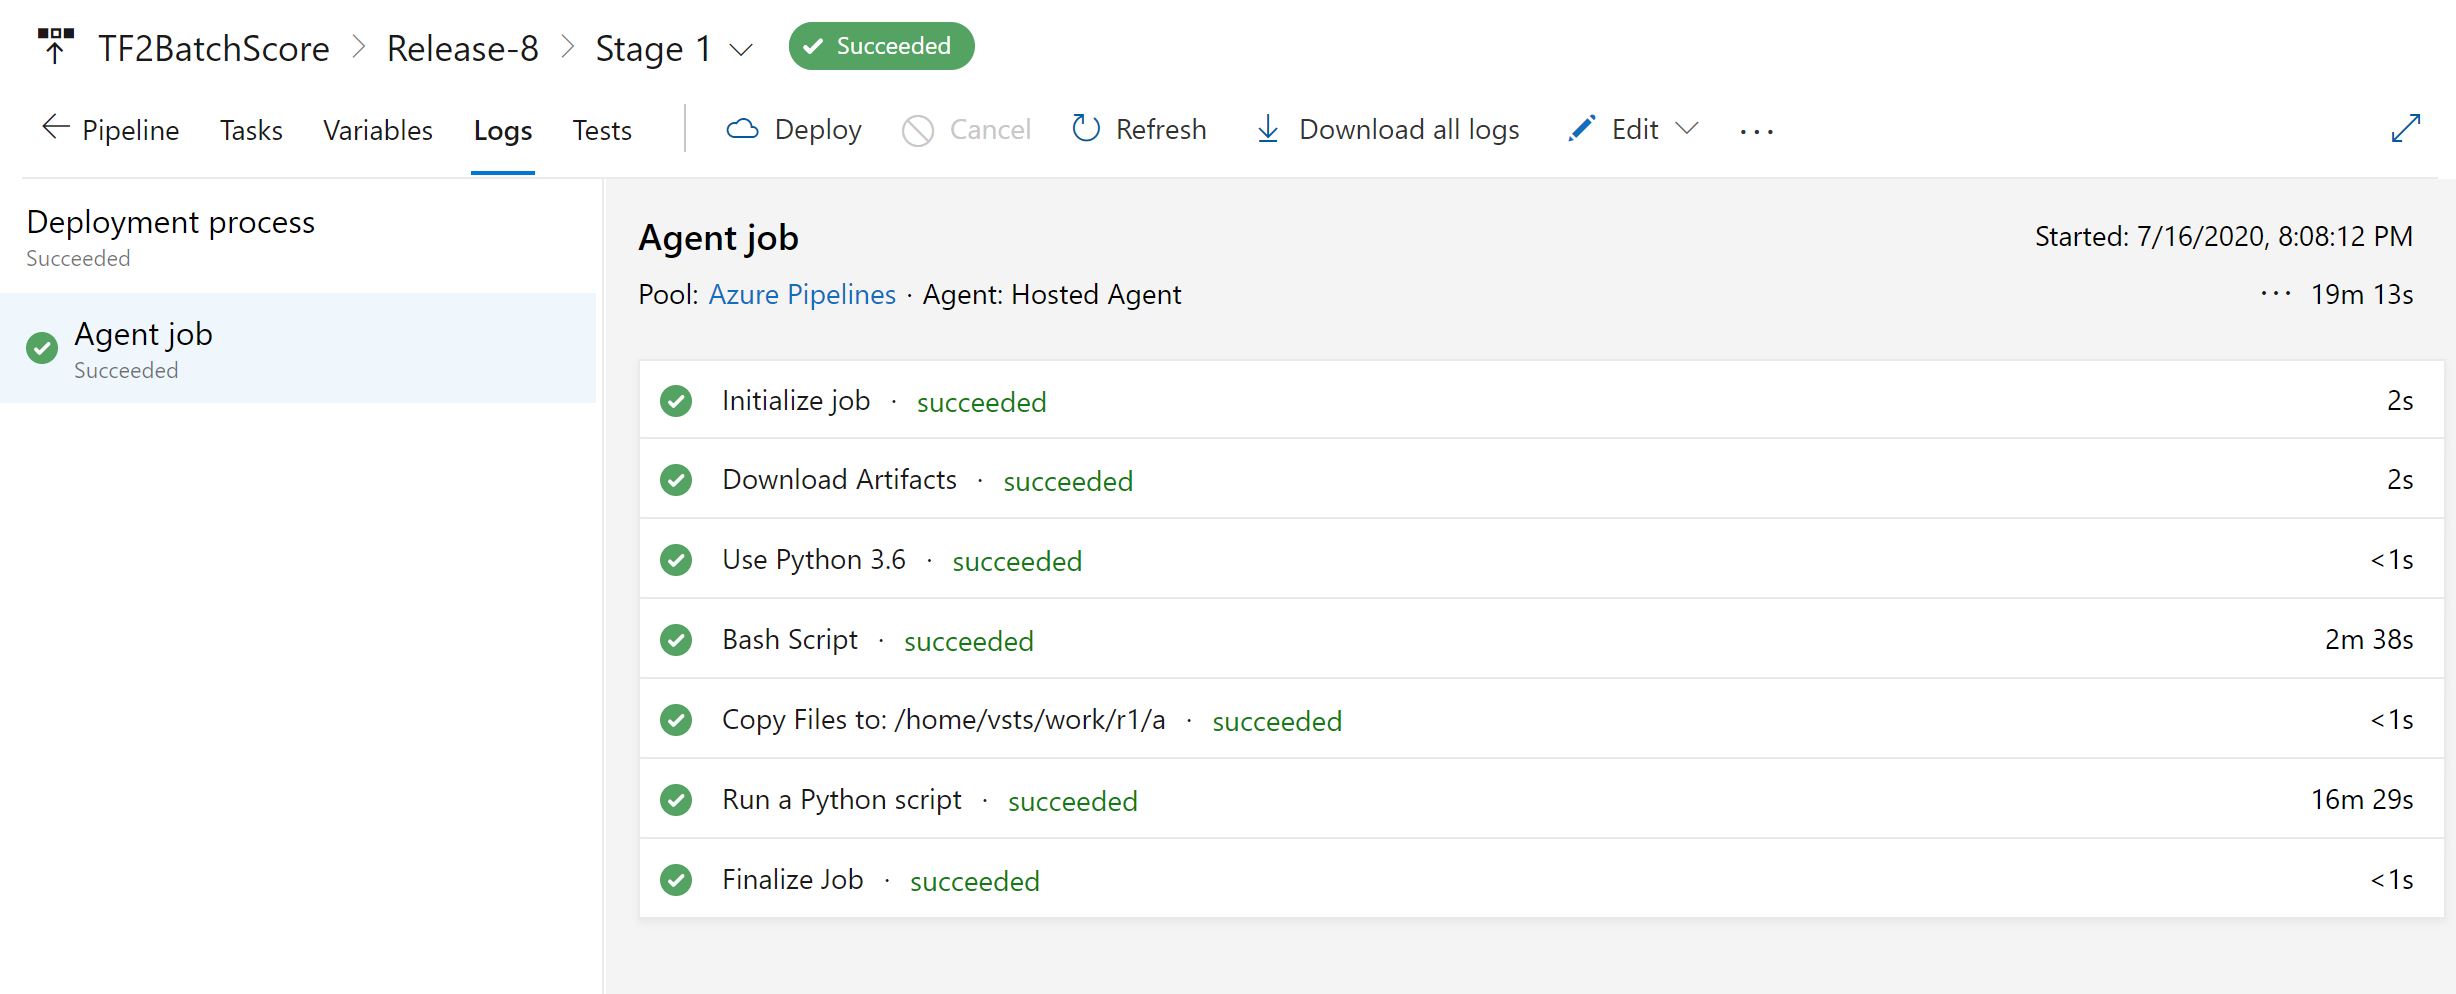 TF2BatchScore > Release-8 > Stage 1 Succeeded
Pipeline Tasks Variables Logs Tests Deploy Cancel Refresh Download all logs Edit ...
Deployment process
Succeeded
Agent job
Succeeded
Agent job Started: 7/16/2020, 8:08:12 PM
Pool: Azure Pipelines · Agent: Hosted Agent ... 19m 13s
Initialize job · succeeded 2s
Download Artifacts · succeeded 2s
Use Python 3.6 · succeeded <1s
Bash Script · succeeded 2m 38s
Copy Files to: /home/vsts/work/r1/a · succeeded <1s
Run a Python script · succeeded 16m 29s
Finalize Job · succeeded <1s